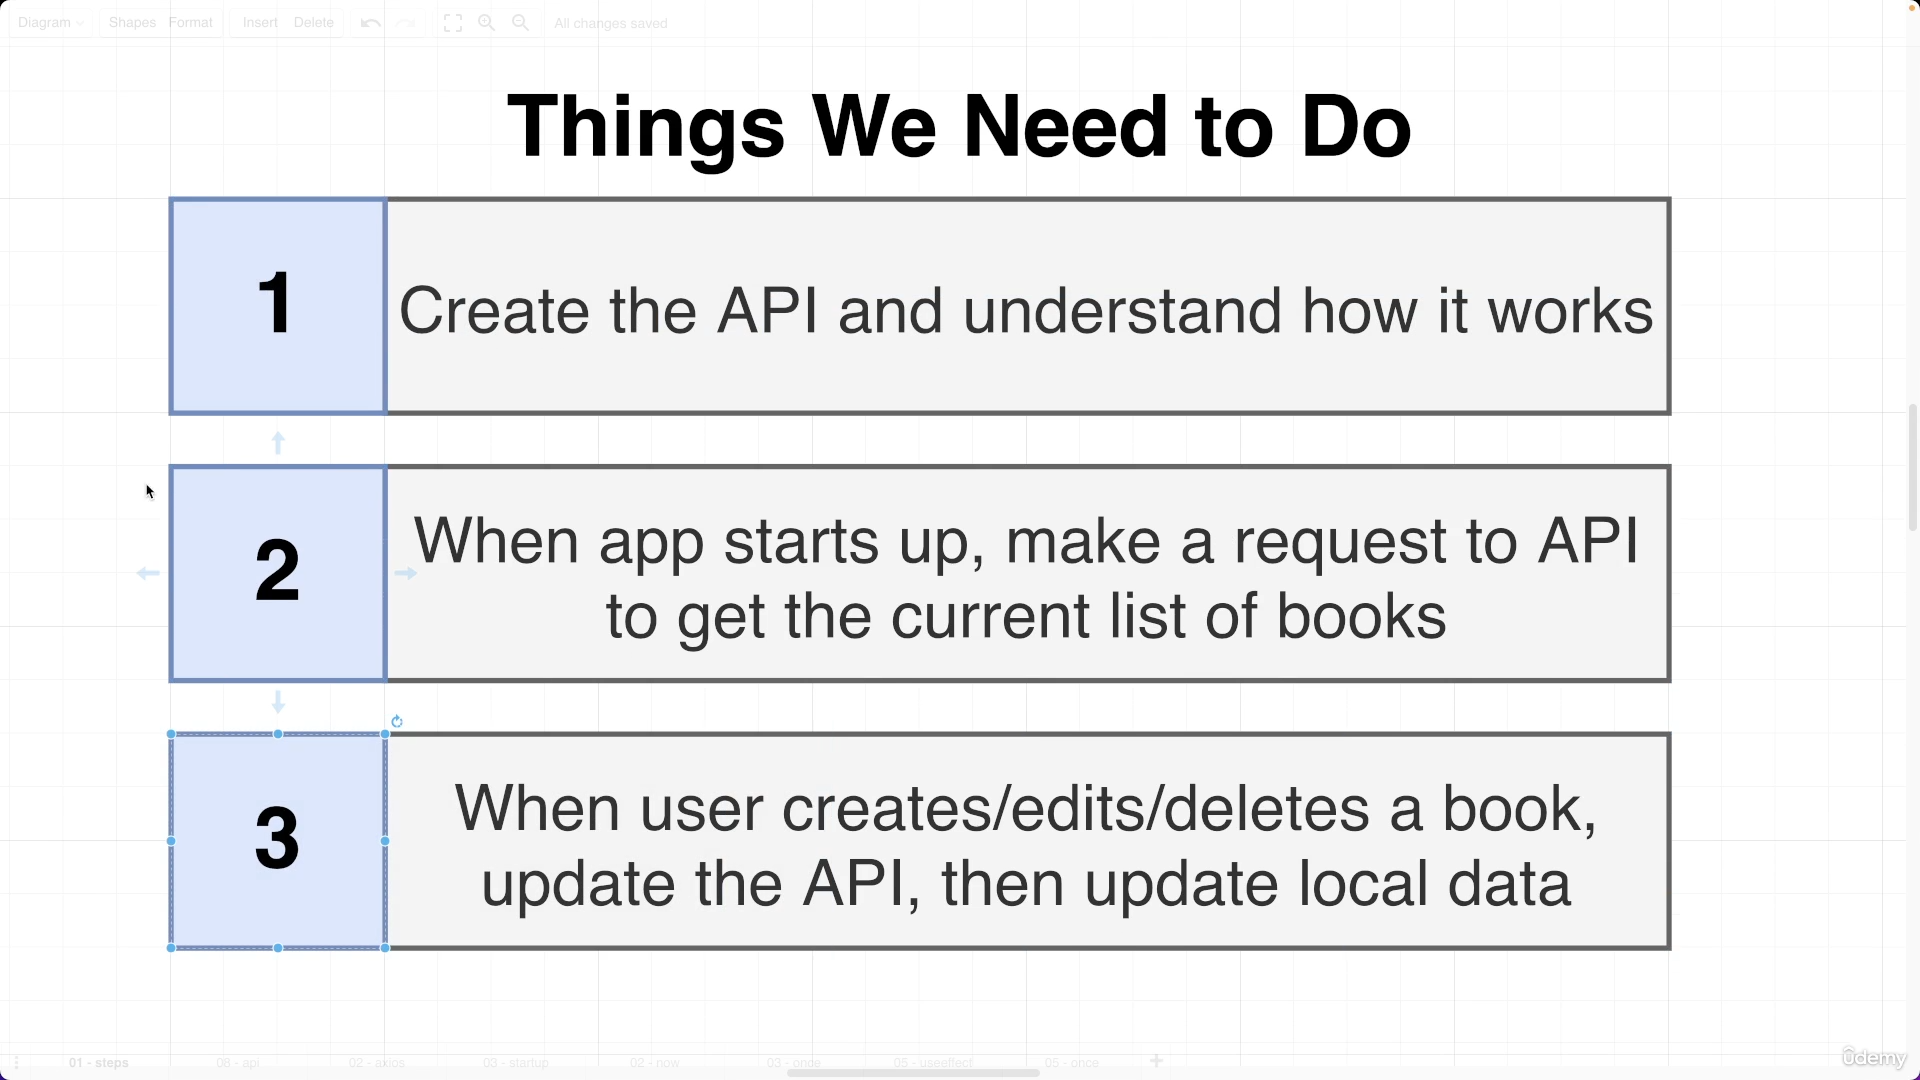 Diagram Shapes Format Insert Delete All changes saved
Things We Need to Do
1
Create the API and understand how it works
2
When app starts up, make a request to API
to get the current list of books
3
When user creates/edits/deletes a book,
update the API, then update local data
01 - steps 08 - api 02 - axios 03 - startup 02 - now 03 - once 05 - useeffect 05 - once
ûdemy